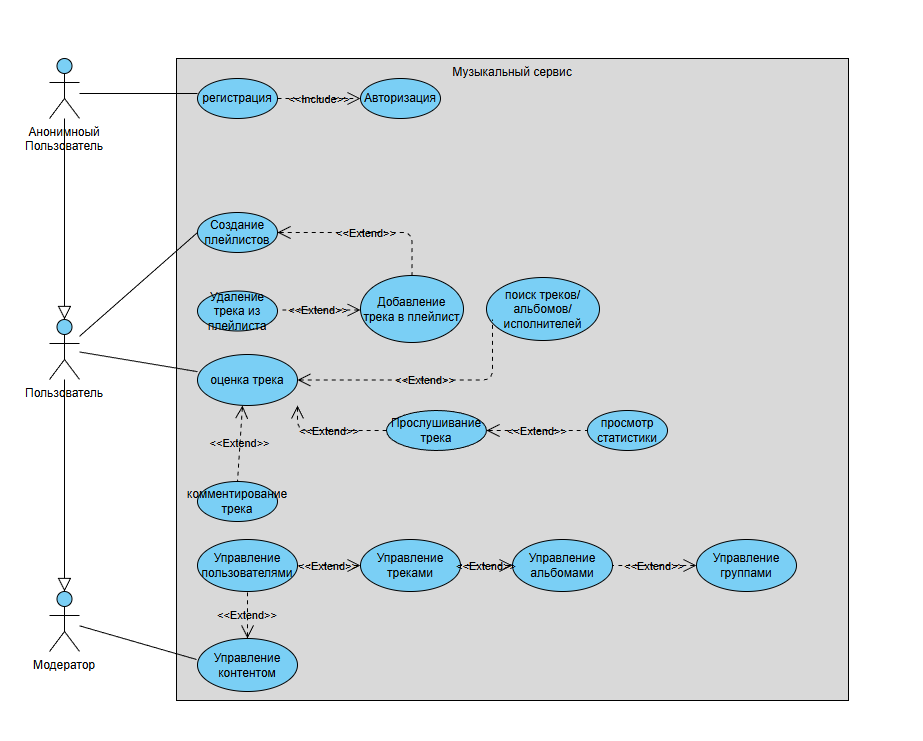 Музыкальный сервис
регистрация
<<Include>>
Авторизация
Анонимноый
Пользователь
Создание
плейлистов
<<Extend>>
Удаление
трека из
плейлиста
<<Extend>>
Добавление
трека в плейлист
поиск треков/
альбомов/
исполнителей
Пользователь
оценка трека
<<Extend>>
<<Extend>>
Прослушивание
трека
<<Extend>>
просмотр
статистики
<<Extend>>
комментирование
трека
Управление
пользователями
<<Extend>>
Управление
треками
<<Extend>>
Управление
альбомами
<<Extend>>
Управление
группами
<<Extend>>
Модератор
Управление
контентом